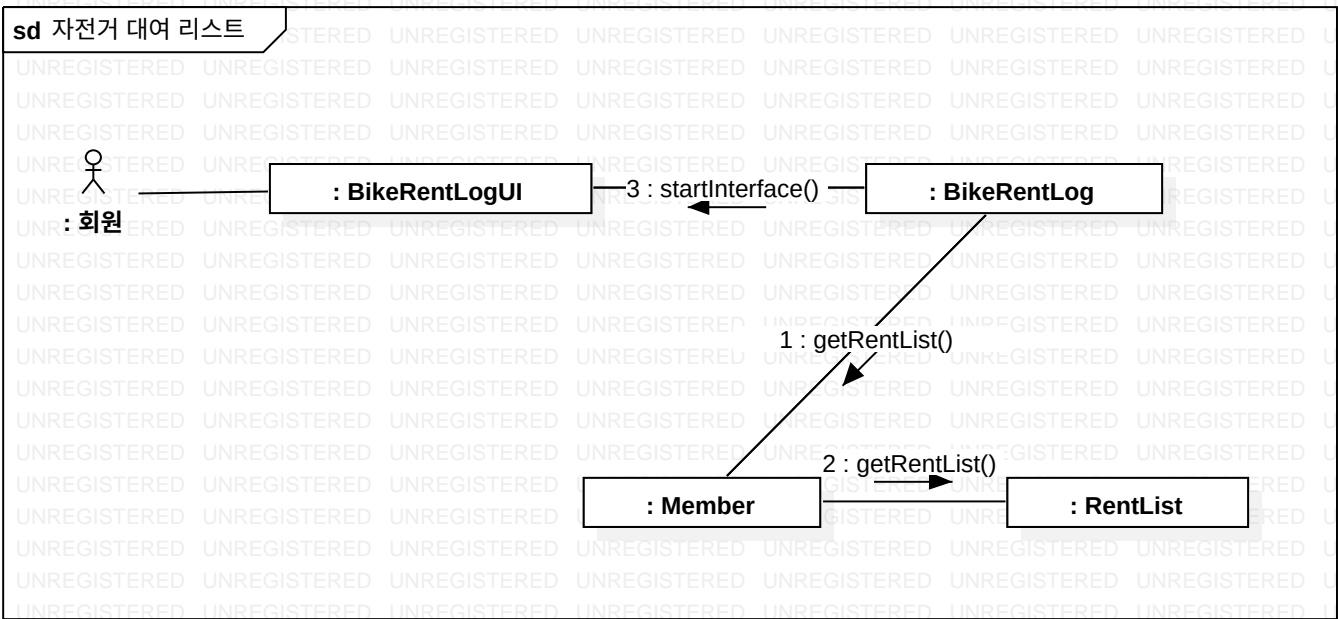 sd 자전거 대여 리스트
: 회원
: BikeRentLogUI
3 : startInterface()
: BikeRentLog
1 : getRentList()
2 : getRentList()
: Member
: RentList
UNREGISTERED